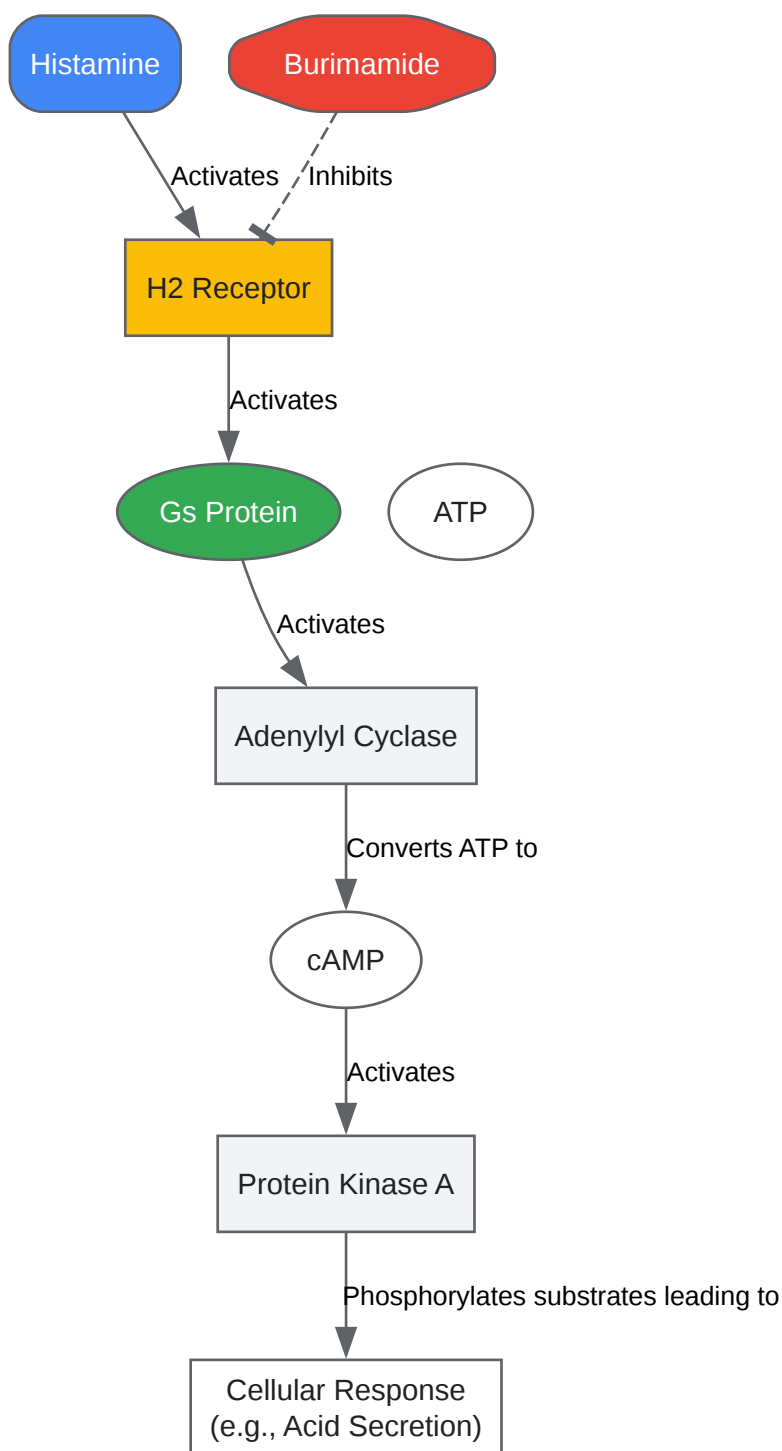 Histamine
Burimamide
Activates
Inhibits
H2 Receptor
Activates
Gs Protein
ATP
Activates
Adenylyl Cyclase
Converts ATP to
cAMP
Activates
Protein Kinase A
Phosphorylates substrates leading to
Cellular Response
(e.g., Acid Secretion)